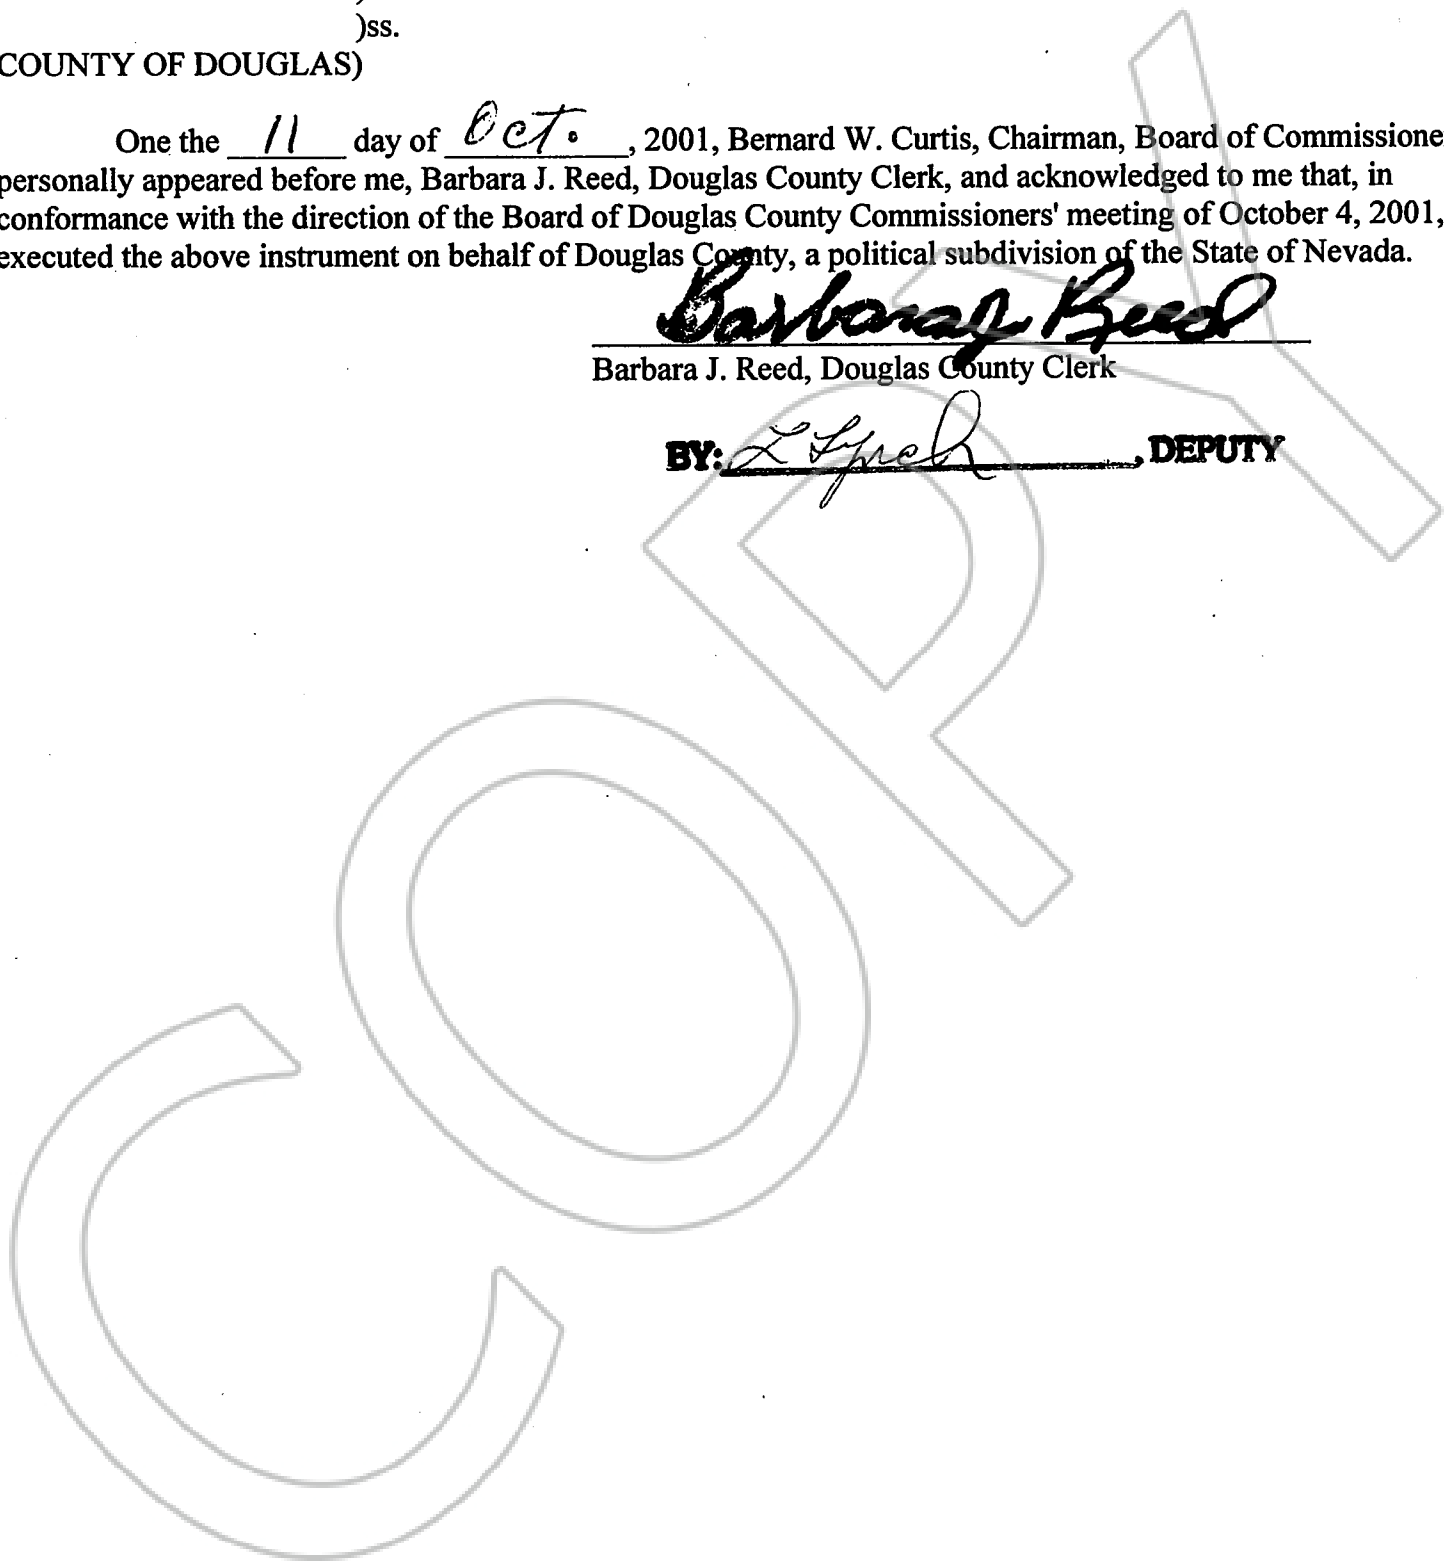 )ss.
COUNTY OF DOUGLAS)
One the 11 day of Oct. , 2001, Bernard W. Curtis, Chairman, Board of Commissione
personally appeared before me, Barbara J. Reed, Douglas County Clerk, and acknowledged to me that, in
conformance with the direction of the Board of Douglas County Commissioners' meeting of October 4, 2001,
executed the above instrument on behalf of Douglas County, a political subdivision of the State of Nevada.
Barbara J Reed
Barbara J. Reed, Douglas County Clerk
BY: L Lynch , DEPUTY
COPY